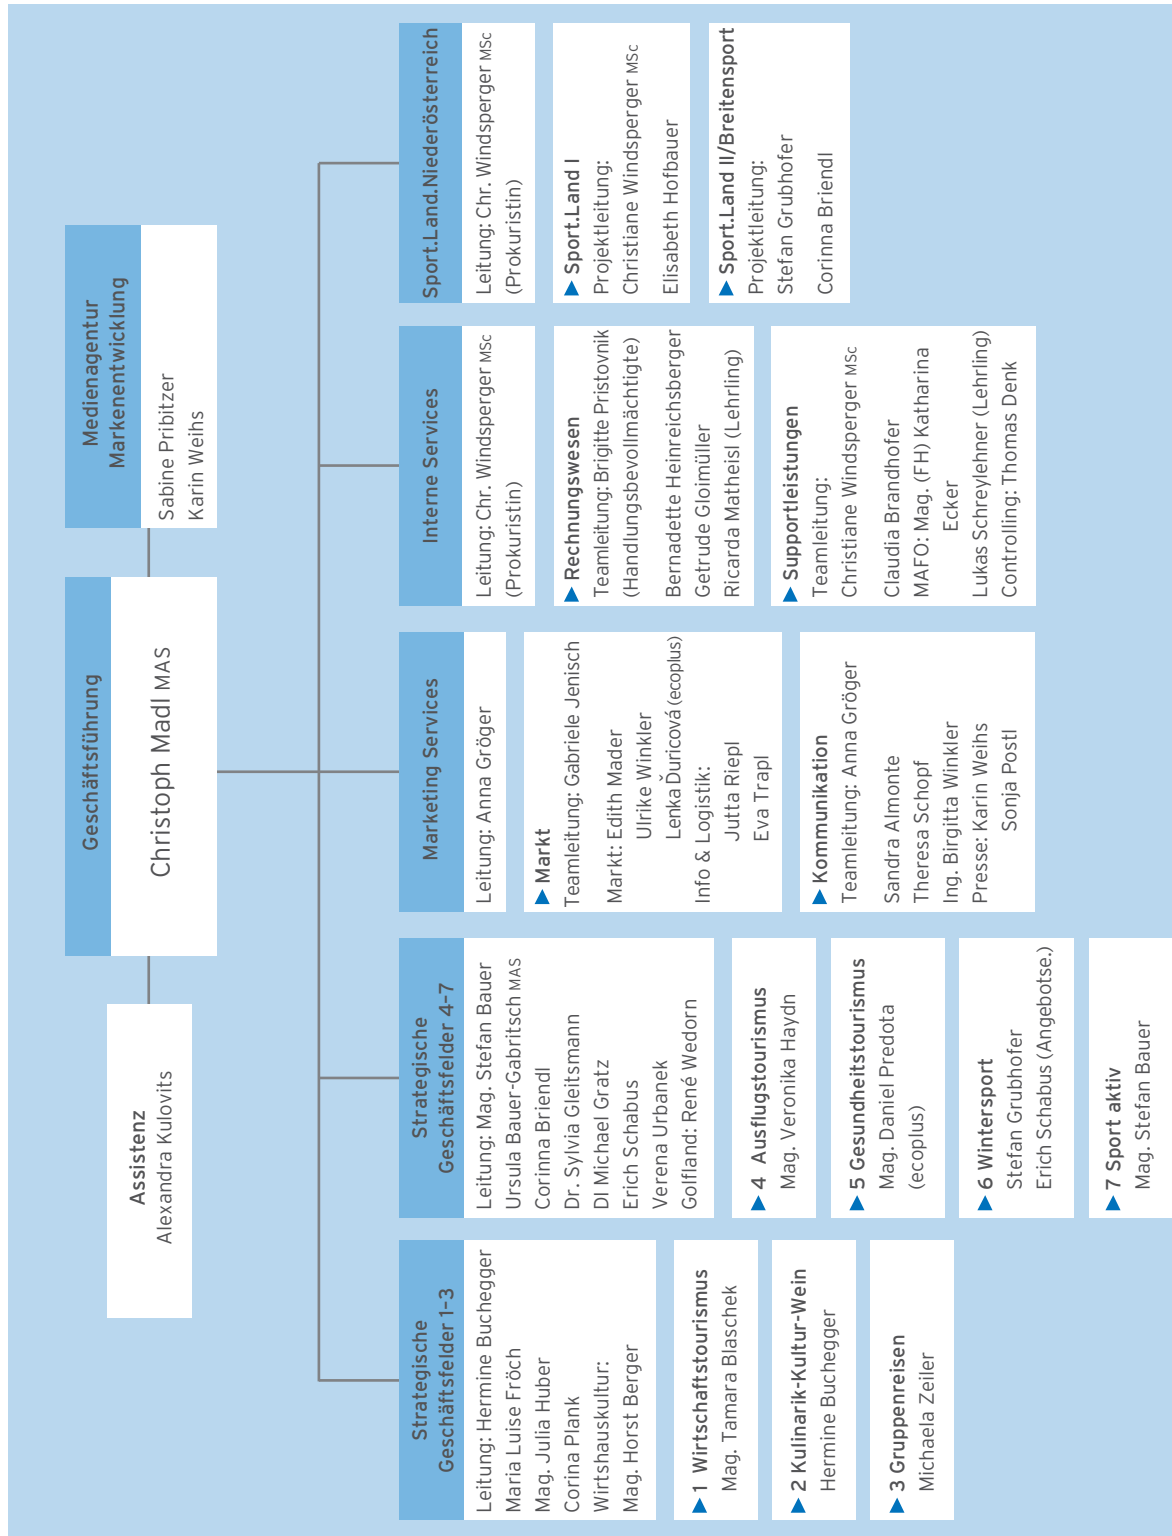 Assistenz
Alexandra Kulovits
Geschäftsführung
Christoph Madl MAS
Medienagentur
Markenentwicklung
Sabine Pribitzer
Karin Weihs
Strategische
Geschäftsfelder 1–3
Leitung: Hermine Buchegger
Maria Luise Fröch
Mag. Julia Huber
Corina Plank
Wirtshauskultur:
Mag. Horst Berger
▶ 1 Wirtschaftstourismus
Mag. Tamara Blaschek
▶ 2 Kulinarik-Kultur-Wein
Hermine Buchegger
▶ 3 Gruppenreisen
Michaela Zeiler
Strategische
Geschäftsfelder 4–7
Leitung: Mag. Stefan Bauer
Ursula Bauer-Gabritsch MAS
Corinna Briendl
Dr. Sylvia Gleitsmann
DI Michael Gratz
Erich Schabus
Verena Urbanek
Golfland: René Wedorn
▶ 4 Ausflugstourismus
Mag. Veronika Haydn
▶ 5 Gesundheitstourismus
Mag. Daniel Predota
(ecoplus)
▶ 6 Wintersport
Stefan Grubhofer
Erich Schabus (Angebotse.)
▶ 7 Sport aktiv
Mag. Stefan Bauer
Marketing Services
Leitung: Anna Gröger
▶ Markt
Teamleitung: Gabriele Jenisch
Markt: Edith Mader
Ulrike Winkler
Lenka Ďuricová (ecoplus)
Info & Logistik:
Jutta Riepl
Eva Trapl
▶ Kommunikation
Teamleitung: Anna Gröger
Sandra Almonte
Theresa Schopf
Ing. Birgitta Winkler
Presse: Karin Weihs
Sonja Postl
Interne Services
Leitung: Chr. Windsperger MSc
(Prokuristin)
▶ Rechnungswesen
Teamleitung: Brigitte Pristovnik
(Handlungsbevollmächtigte)
Bernadette Heinreichsberger
Getrude Gloimüller
Ricarda Matheisl (Lehrling)
▶ Supportleistungen
Teamleitung:
Christiane Windsperger MSc
Claudia Brandhofer
MAFO: Mag. (FH) Katharina
Ecker
Lukas Schreylehner (Lehrling)
Controlling: Thomas Denk
Sport.Land.Niederösterreich
Leitung: Chr. Windsperger MSc
(Prokuristin)
▶ Sport.Land I
Projektleitung:
Christiane Windsperger MSc
Elisabeth Hofbauer
▶ Sport.Land II/Breitensport
Projektleitung:
Stefan Grubhofer
Corinna Briendl